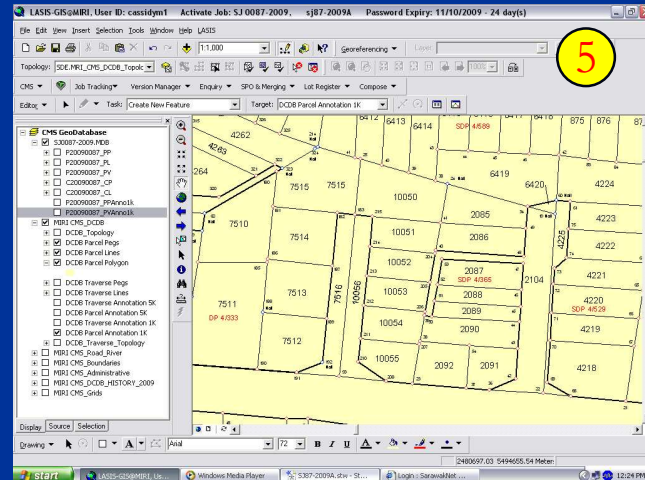 LASIS-GIS@MIRI, User ID: cassidym1 Activate Job: SJ 0087-2009, sj87-2009A Password Expiry: 11/10/2009 - 24 day(s)
File Edit View Insert Selection Tools Window Help LASIS
1:1,000 Georeferencing Layer:
5
Topology: SDE.MRI_CMS_DCDB_Topolc
CMS Job Tracking Version Manager Enquiry SPO & Merging Lot Register Compose
Editor Task: Create New Feature Target: DCDB Parcel Annotation 1K
CMS GeoDatabase
SJ0087-2009.MDB
P20090087_PP
P20090087_PL
P20090087_PV
C20090087_CP
C20090087_CL
P20090087_PPAnno1k
P20090087_PVAnno1k
MIRI CMS_DCDB
DCDB_Topology
DCDB Parcel Pegs
DCDB Parcel Lines
DCDB Parcel Polygon
DCDB Traverse Pegs
DCDB Traverse Lines
DCDB Traverse Annotation 5K
DCDB Parcel Annotation 5K
DCDB Traverse Annotation 1K
DCDB Parcel Annotation 1K
DCDB_Traverse_Topology
MIRI CMS_Road_River
MIRI CMS_Boundaries
MIRI CMS_Administrative
MIRI CMS_DCDB_HISTORY_2009
MIRI CMS_Grids
Display Source Selection
6412 6413 6414 SDP 4/589 875 876 87
4262
4263
264 7515 7515 6419 6420 4224
10050
7510 2085 4223
7514 10051 2086 4225 4222
10052
2087 2104 4221
SDP 4/365
7511 7513 7516 10056 10053 2088 4220
DP 4/333 2089 SDP 4/529
10054 2090 4219
7512
10055 2092 2091 4218
Drawing Arial 72 B I U A
2480697.03 5494655.54 Meter
start LASIS-GIS@MIRI, Us... Windows Media Player SJ87-2009A.stw - St... Login : SarawakNet ... 12:24 PM